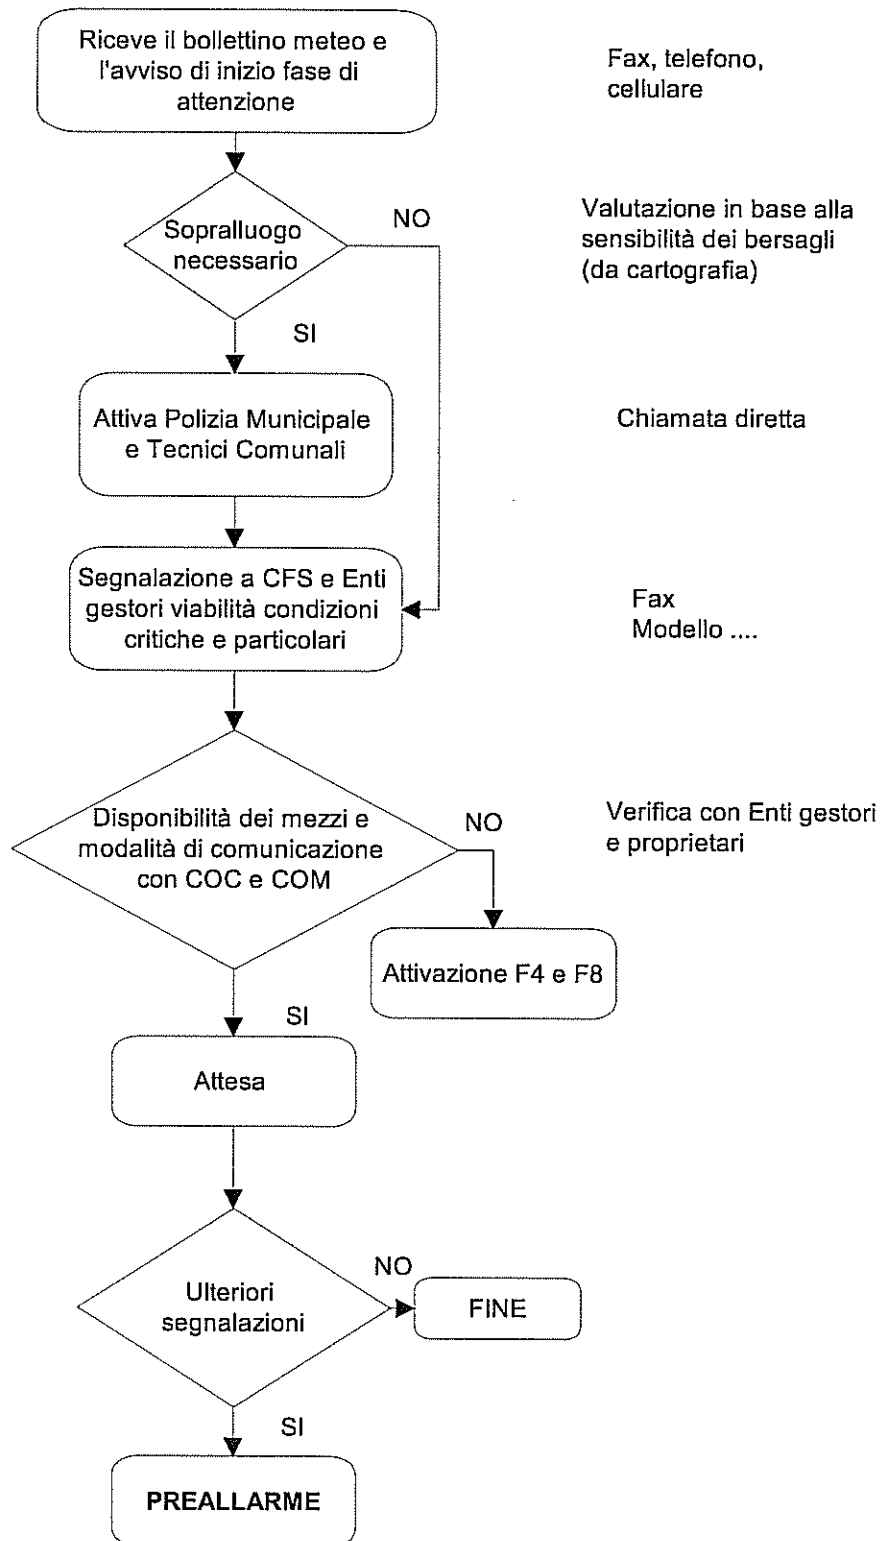 Riceve il bollettino meteo e
l'avviso di inizio fase di
attenzione
Fax, telefono,
cellulare
Sopralluogo
necessario
NO
Valutazione in base alla
sensibilità dei bersagli
(da cartografia)
SI
Attiva Polizia Municipale
e Tecnici Comunali
Chiamata diretta
Segnalazione a CFS e Enti
gestori viabilità condizioni
critiche e particolari
Fax
Modello ....
Disponibilità dei mezzi e
modalità di comunicazione
con COC e COM
NO
Verifica con Enti gestori
e proprietari
Attivazione F4 e F8
SI
Attesa
Ulteriori
segnalazioni
NO
FINE
SI
PREALLARME